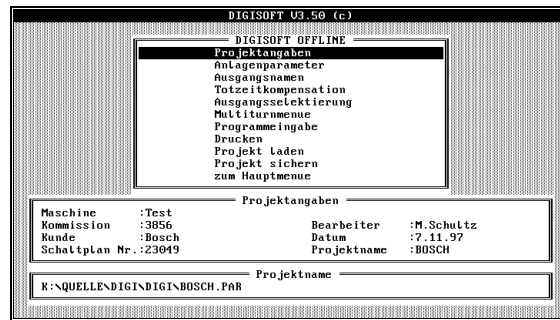 DIGISOFT V3.50 (c)
DIGISOFT OFFLINE
Projektangaben
Anlagenparameter
Ausgangsnamen
Totzeitkompensation
Ausgangsselektierung
Multiturnmenue
Programmeingabe
Drucken
Projekt laden
Projekt sichern
zum Hauptmenue
Projektangaben
Maschine :Test
Kommission :3856 Bearbeiter :M.Schultz
Kunde :Bosch Datum :7.11.97
Schaltplan Nr.:23049 Projektname :BOSCH
Projektname
K:\QUELLE\DIGI\DIGI\BOSCH.PAR